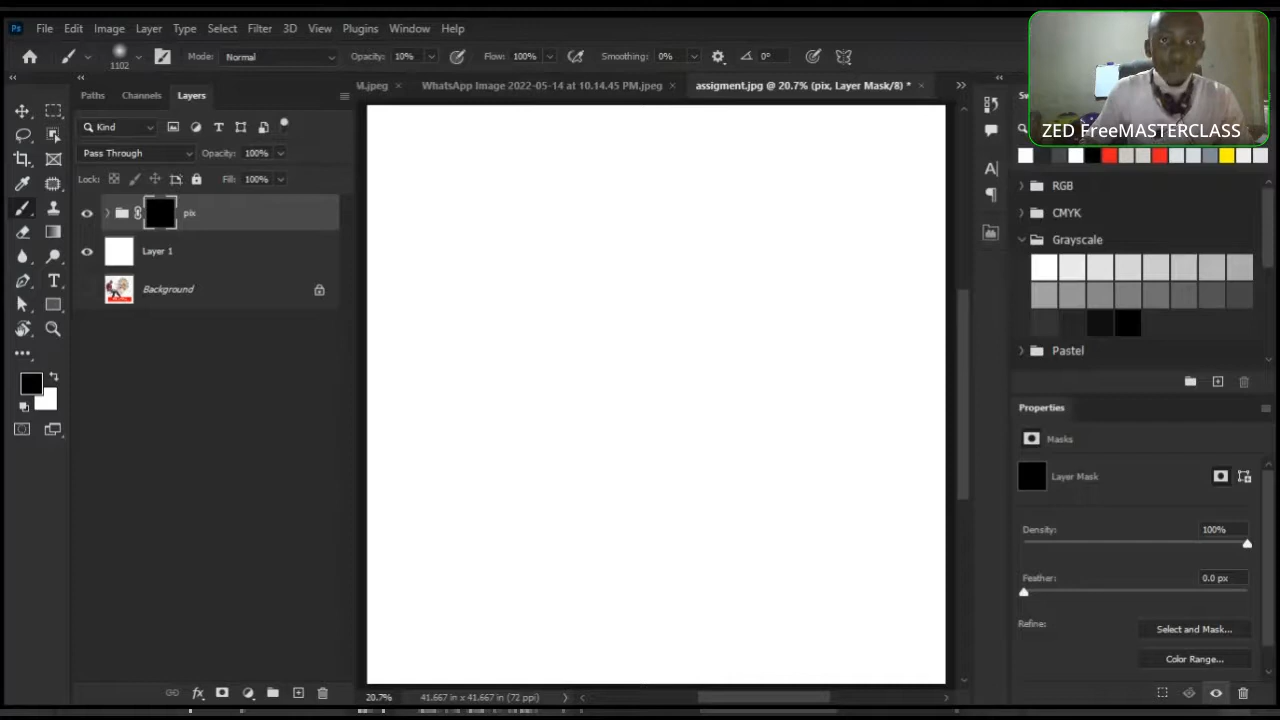 Ps File Edit Image Layer Type Select Filter 3D View Plugins Window Help
1102 Mode: Normal Opacity: 10% Flow: 100% Smoothing: 0% 0°
M.jpeg × WhatsApp Image 2022-05-14 at 10.14.45 PM.jpeg × assigment.jpg @ 20.7% (pix, Layer Mask/8) * ×
ZED FreeMASTERCLASS
Paths Channels Layers
Kind
Pass Through Opacity: 100%
Lock: Fill: 100%
pix
Layer 1
Background
RGB
CMYK
Grayscale
Pastel
Properties
Masks
Layer Mask
Density: 100%
Feather: 0.0 px
Refine: Select and Mask...
Color Range...
20.7% 41.667 in x 41.667 in (72 ppi)